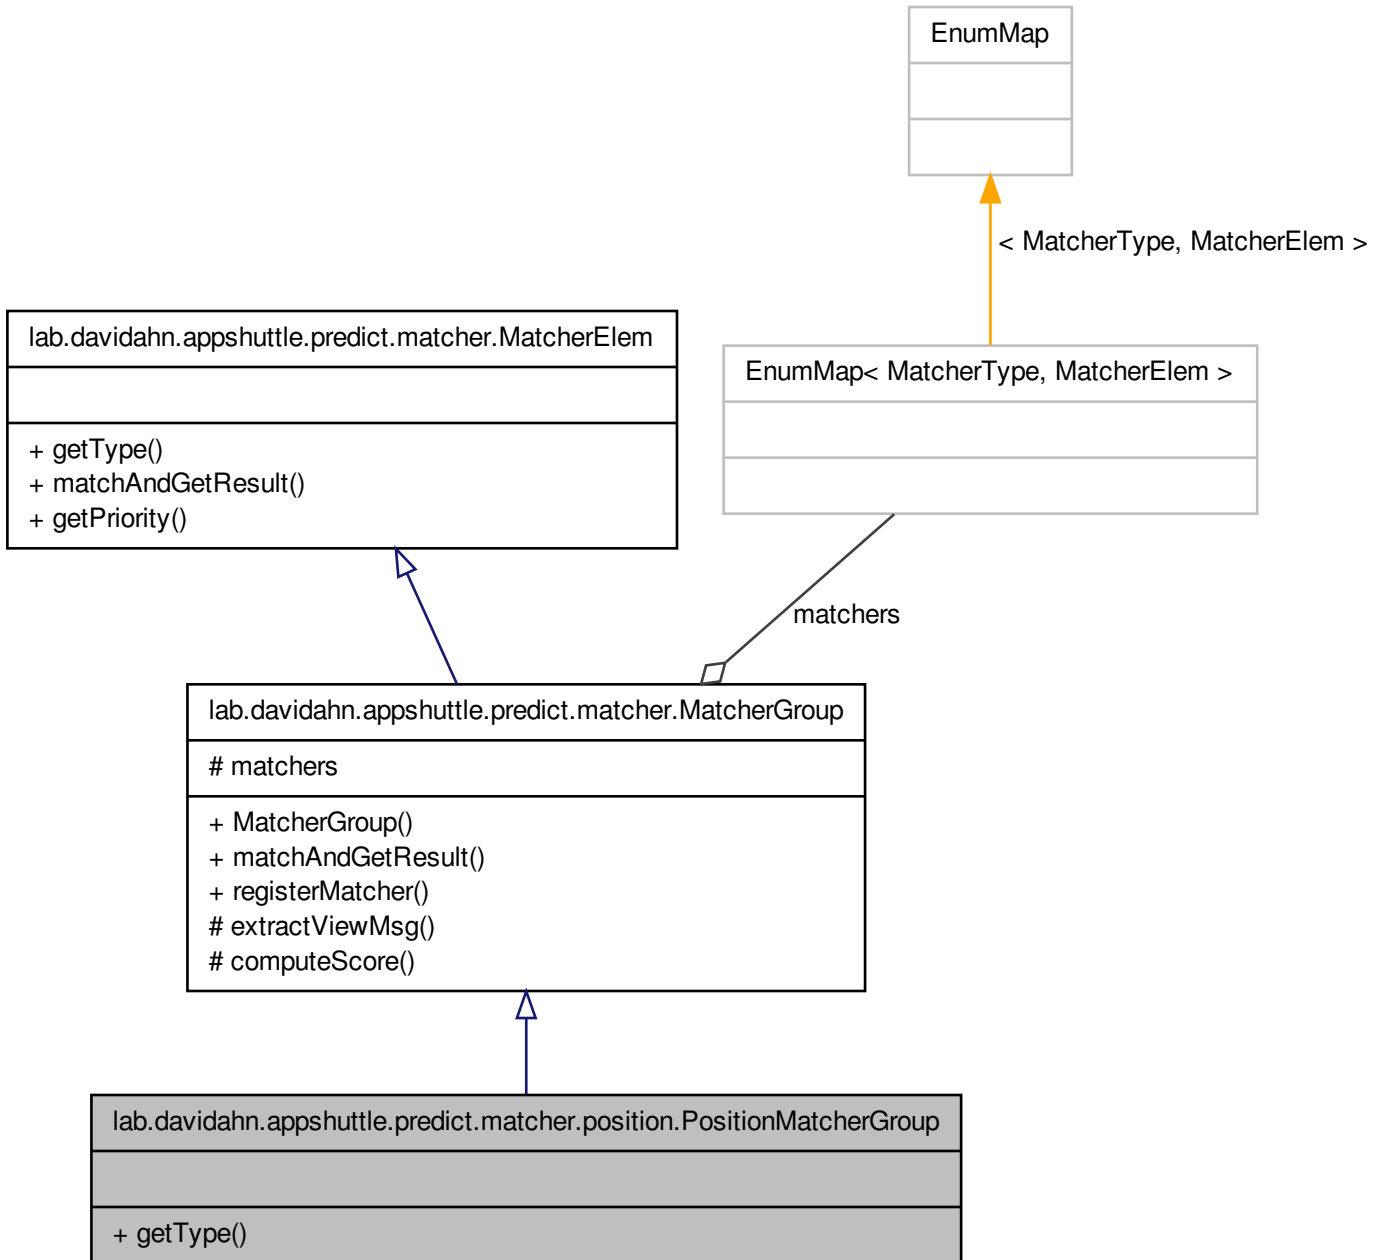 EnumMap
< MatcherType, MatcherElem >
lab.davidahn.appshuttle.predict.matcher.MatcherElem
+ getType()
+ matchAndGetResult()
+ getPriority()
EnumMap< MatcherType, MatcherElem >
matchers
lab.davidahn.appshuttle.predict.matcher.MatcherGroup
# matchers
+ MatcherGroup()
+ matchAndGetResult()
+ registerMatcher()
# extractViewMsg()
# computeScore()
lab.davidahn.appshuttle.predict.matcher.position.PositionMatcherGroup
+ getType()